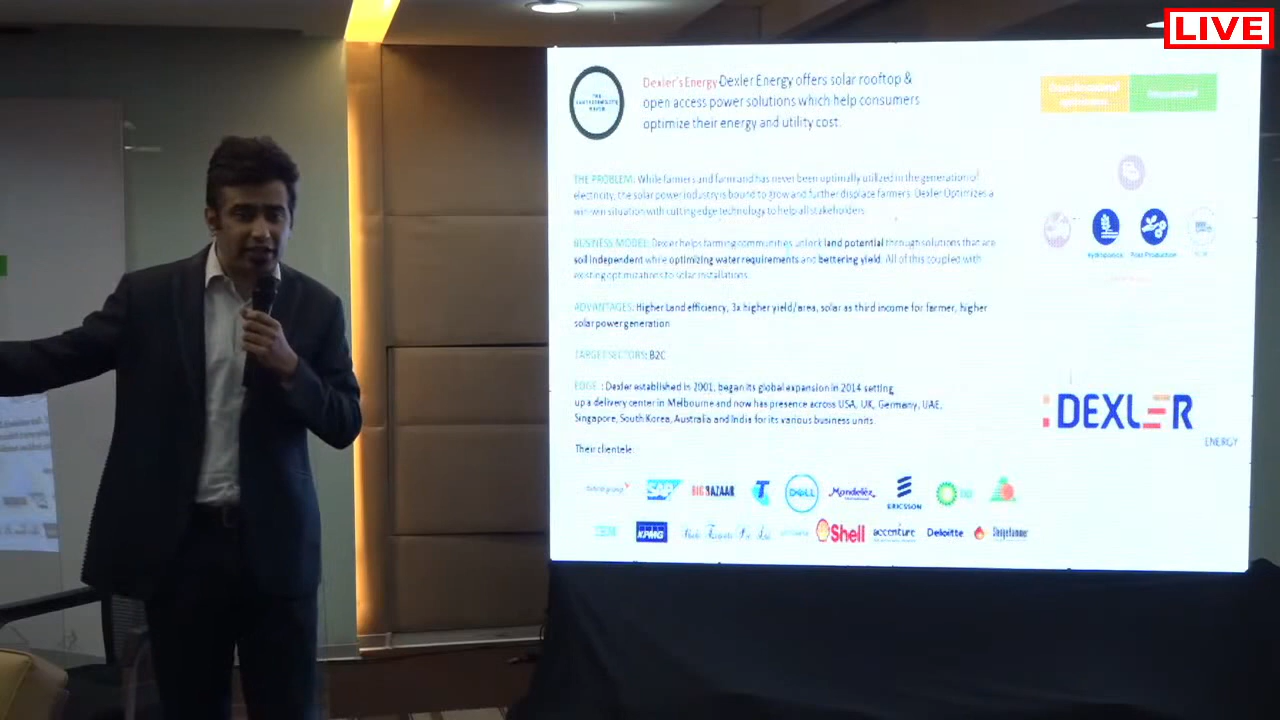 LIVE
Dexler's Energy-Dexler Energy offers solar rooftop &
open access power solutions which help consumers
optimize their energy and utility cost.
THE PROBLEM: While farmers and farmland has never been optimally utilized in the generation of
electricity, the solar power industry is bound to grow and further displace farmers. Dexler Optimizes a
win-win situation with cutting edge technology to help all stakeholders
BUSINESS MODEL: Dexler helps farming communities unlock land potential through solutions that are
soil independent while optimizing water requirements and bettering yield. All of this coupled with
existing optimizations to solar installations.
Hydroponics Post Production
ADVANTAGES: Higher Land efficiency, 3x higher yield/area, solar as third income for farmer, higher
solar power generation
TARGET SECTORS: B2C
EDGE : Dexler established in 2001, began its global expansion in 2014 setting
up a delivery center in Melbourne and now has presence across USA, UK, Germany, UAE,
Singapore, South Korea, Australia and India for its various business units.
DEXLER
ENERGY
Their clientele:
SAP BIG BAZAAR T DELL Mondelēz ERICSSON bp
KPMG Shell accenture Deloitte Sledgehammer